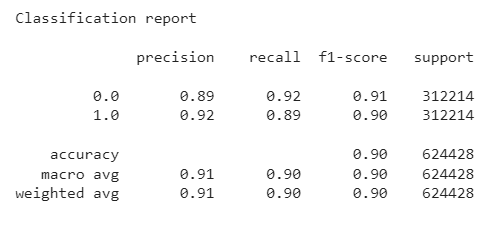 Classification report
precision recall f1-score support
0.0 0.89 0.92 0.91 312214
1.0 0.92 0.89 0.90 312214
accuracy 0.90 624428
macro avg 0.91 0.90 0.90 624428
weighted avg 0.91 0.90 0.90 624428